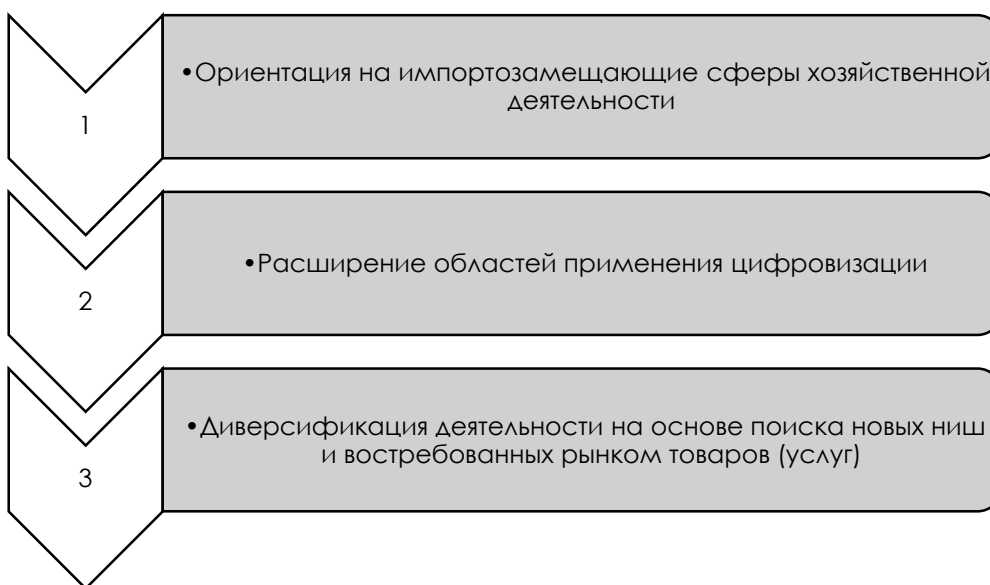 1
•Ориентация на импортозамещающие сферы хозяйственной
деятельности
2
•Расширение областей применения цифровизации
3
•Диверсификация деятельности на основе поиска новых ниш
и востребованных рынком товаров (услуг)